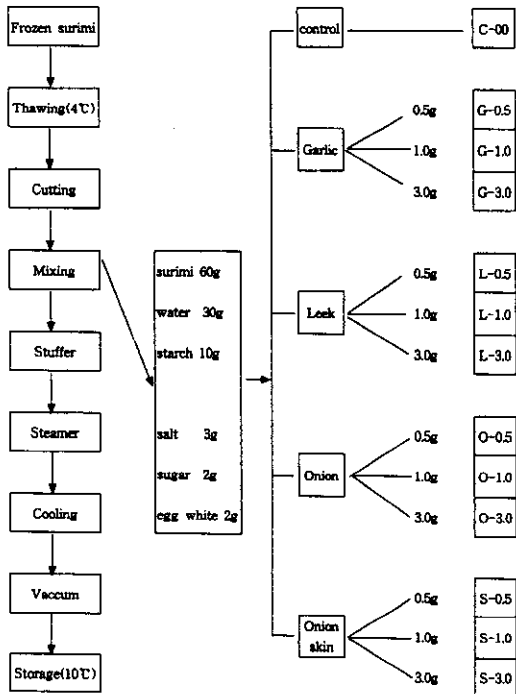 Frozen surimi
Thawing(4℃)
Cutting
Mixing
Stuffer
Steamer
Cooling
Vaccum
Storage(10℃)
surimi 60g
water 30g
starch 10g
salt 3g
sugar 2g
egg white 2g
control
C-00
Garlic
0.5g
1.0g
3.0g
G-0.5
G-1.0
G-3.0
Leek
0.5g
1.0g
3.0g
L-0.5
L-1.0
L-3.0
Onion
0.5g
1.0g
3.0g
O-0.5
O-1.0
O-3.0
Onion
skin
0.5g
1.0g
3.0g
S-0.5
S-1.0
S-3.0